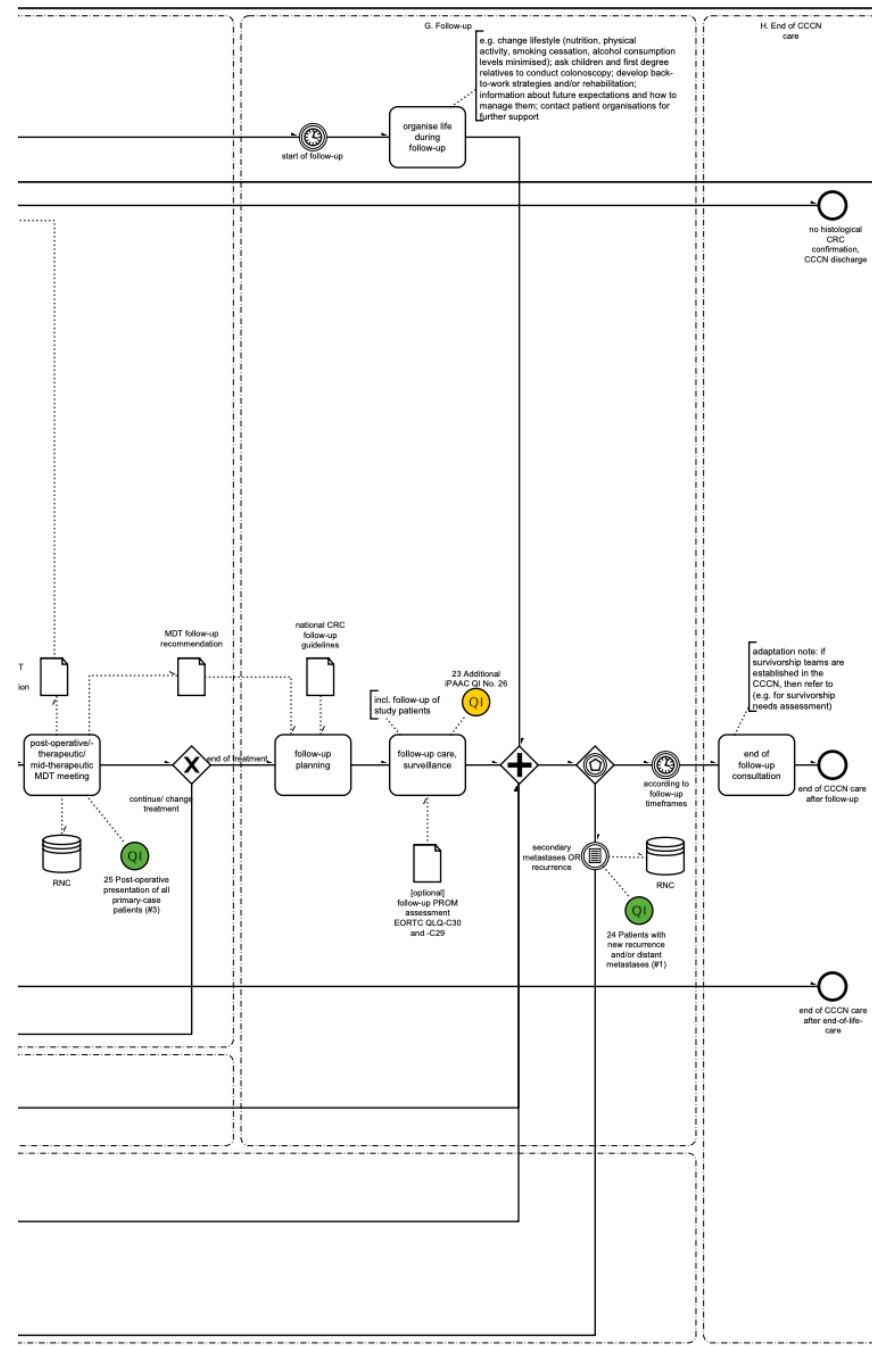 G. Follow-up
H. End of CCCN
care
e.g. change lifestyle (nutrition, physical
activity, smoking cessation, alcohol consumption
levels minimised); ask children and first degree
relatives to conduct colonoscopy; develop back-
to-work strategies and/or rehabilitation;
information about future expectations and how to
manage them; contact patient organisations for
further support
organise life
during
follow-up
start of follow-up
no histological
CRC
confirmation,
CCCN discharge
national CRC
follow-up
guidelines
MDT follow-up
recommendation
T
ion
23 Additional
iPAAC QI No. 26
QI
incl. follow-up of
study patients
adaptation note: if
survivorship teams are
established in the
CCCN, then refer to
(e.g. for survivorship
needs assessment)
post-operative/-
therapeutic/
mid-therapeutic
MDT meeting
X
end of treatment
follow-up
planning
follow-up care,
surveillance
according to
follow-up
timeframes
end of
follow-up
consultation
end of CCCN care
after follow-up
continue/ change
treatment
RNC
QI
25 Post-operative
presentation of all
primary-case
patients (#3)
[optional]
follow-up PROM
assessment
EORTC QLQ-C30
and -C29
secondary
metastases OR
recurrence
RNC
QI
24 Patients with
new recurrence
and/or distant
metastases (#1)
end of CCCN care
after end-of-life-
care